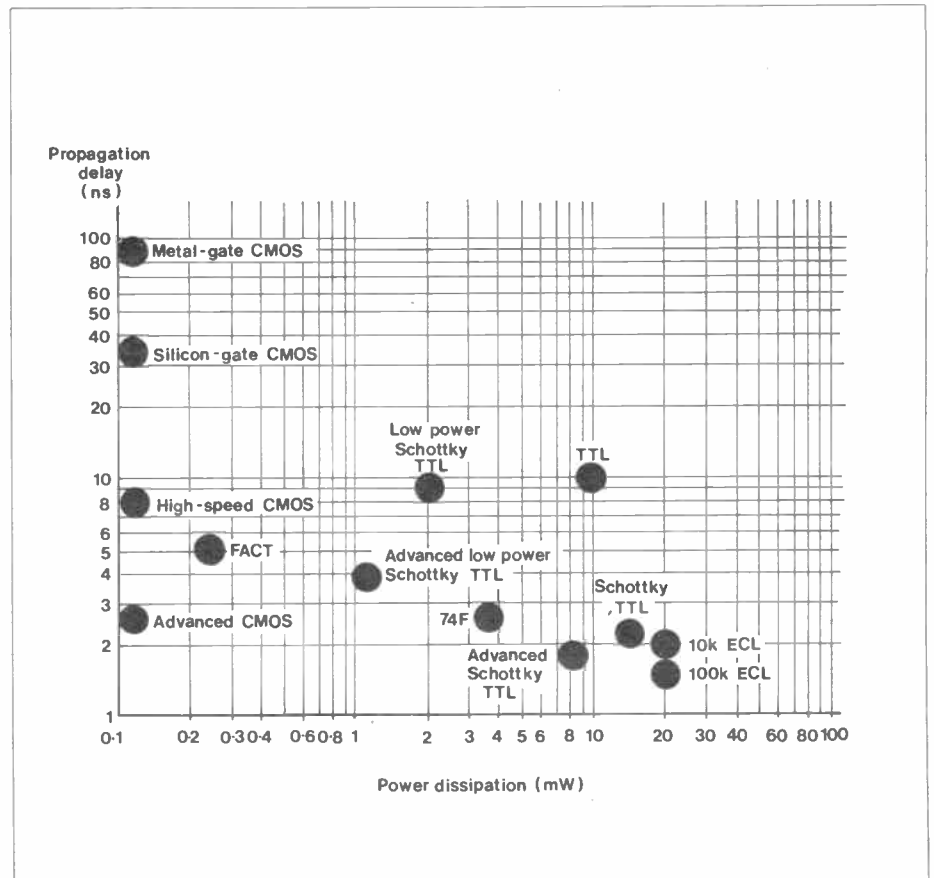 Propagation
delay
(ns)
100
80
60
50
40
30
20
10
8
6
5
4
3
2
1
Metal-gate CMOS
Silicon-gate CMOS
Low power
Schottky
TTL
TTL
High-speed CMOS
FACT
Advanced low power
Schottky TTL
Schottky
TTL
Advanced CMOS
74F
10k ECL
Advanced
Schottky
TTL
100k ECL
0·1 0·2 0·3 0·4 0·6 0·8 1 2 3 4 5 6 8 10 20 30 40 60 80 100
Power dissipation (mW)